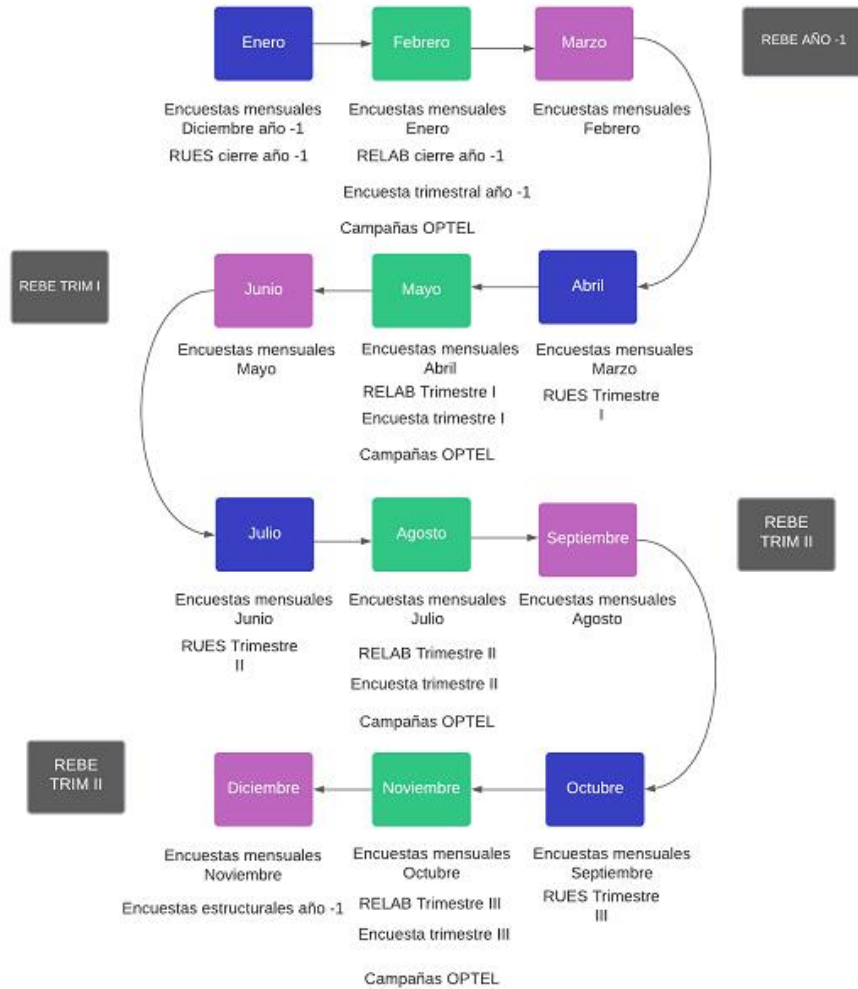 Enero
Febrero
Marzo
REBE AÑO -1
Encuestas mensuales
Diciembre año -1
RUES cierre año -1
Encuestas mensuales
Enero
RELAB cierre año -1
Encuesta trimestral año -1
Campañas OPTEL
Encuestas mensuales
Febrero
REBE TRIM I
Junio
Mayo
Abril
Encuestas mensuales
Mayo
Encuestas mensuales
Abril
RELAB Trimestre I
Encuesta trimestre I
Campañas OPTEL
Encuestas mensuales
Marzo
RUES Trimestre
I
Julio
Agosto
Septiembre
REBE
TRIM II
Encuestas mensuales
Junio
RUES Trimestre
II
Encuestas mensuales
Julio
RELAB Trimestre II
Encuesta trimestre II
Campañas OPTEL
Encuestas mensuales
Agosto
REBE
TRIM II
Diciembre
Noviembre
Octubre
Encuestas mensuales
Noviembre
Encuestas estructurales año -1
Encuestas mensuales
Octubre
RELAB Trimestre III
Encuesta trimestre III
Campañas OPTEL
Encuestas mensuales
Septiembre
RUES Trimestre
III